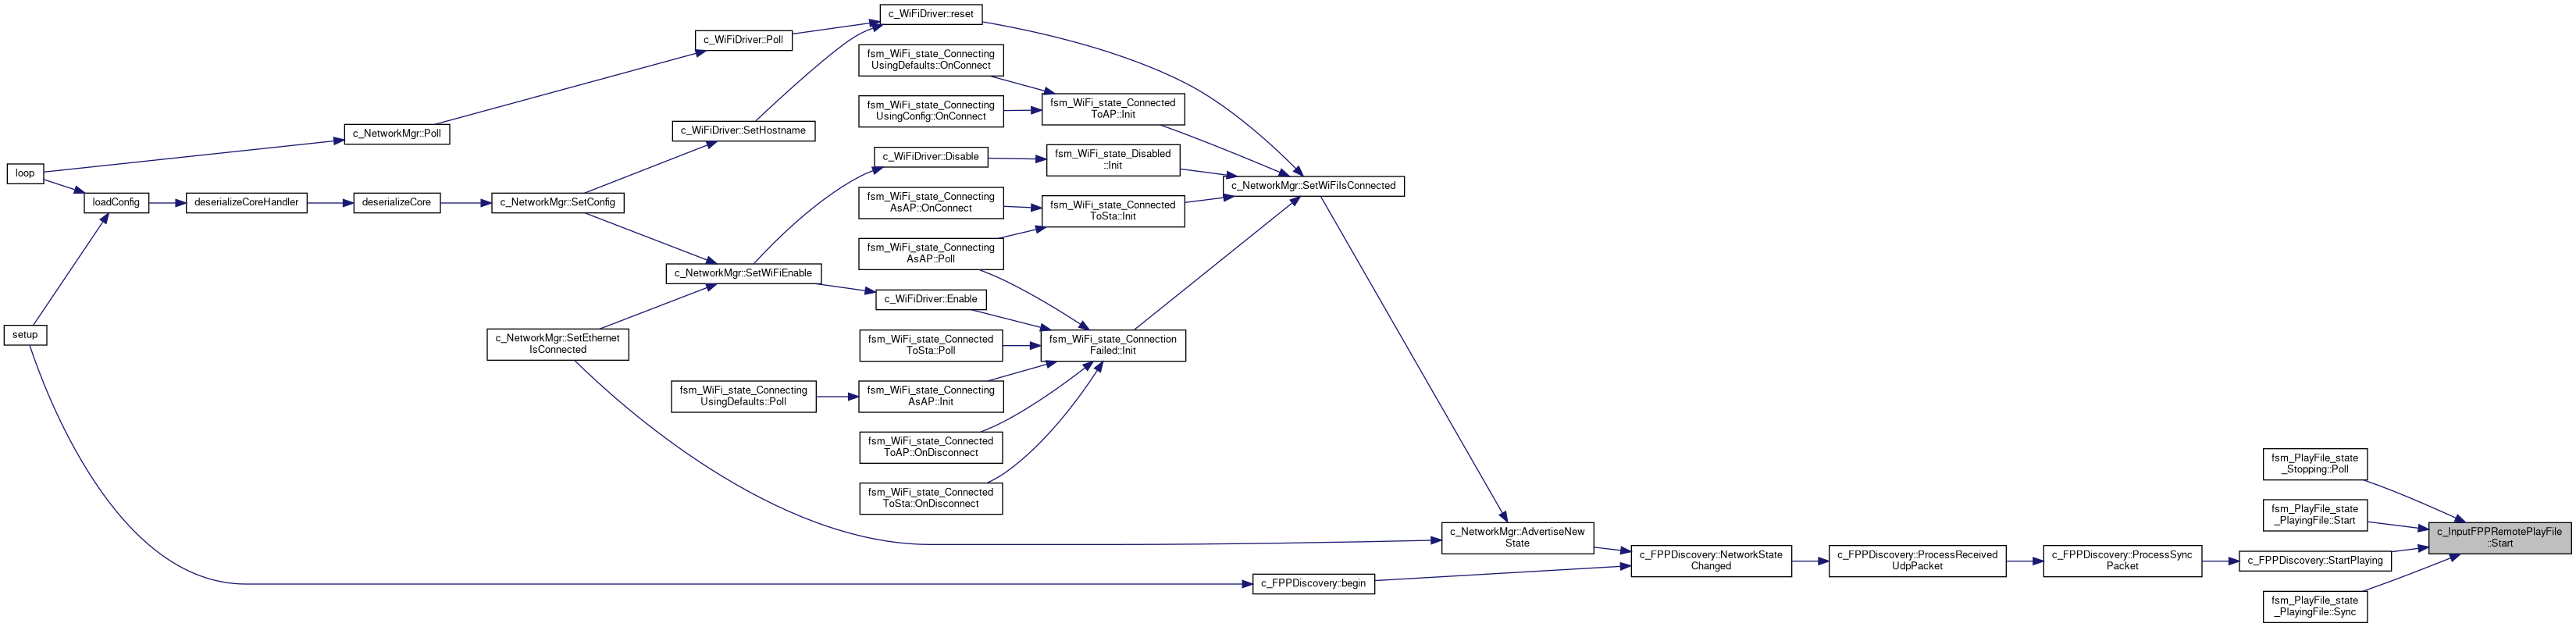 c_WiFiDriver::reset
c_WiFiDriver::Poll
fsm_WiFi_state_Connecting
UsingDefaults::OnConnect
fsm_WiFi_state_Connecting
UsingConfig::OnConnect
fsm_WiFi_state_Connected
ToAP::Init
c_NetworkMgr::Poll
c_WiFiDriver::SetHostname
c_WiFiDriver::Disable
fsm_WiFi_state_Disabled
::Init
loop
c_NetworkMgr::SetWiFiIsConnected
loadConfig
deserializeCoreHandler
deserializeCore
c_NetworkMgr::SetConfig
fsm_WiFi_state_Connecting
AsAP::OnConnect
fsm_WiFi_state_Connected
ToSta::Init
fsm_WiFi_state_Connecting
AsAP::Poll
c_NetworkMgr::SetWiFiEnable
c_WiFiDriver::Enable
setup
c_NetworkMgr::SetEthernet
IsConnected
fsm_WiFi_state_Connected
ToSta::Poll
fsm_WiFi_state_Connection
Failed::Init
fsm_WiFi_state_Connecting
UsingDefaults::Poll
fsm_WiFi_state_Connecting
AsAP::Init
fsm_WiFi_state_Connected
ToAP::OnDisconnect
fsm_WiFi_state_Connected
ToSta::OnDisconnect
fsm_PlayFile_state
_Stopping::Poll
fsm_PlayFile_state
_PlayingFile::Start
c_NetworkMgr::AdvertiseNew
State
c_InputFPPRemotePlayFile
::Start
c_FPPDiscovery::NetworkState
Changed
c_FPPDiscovery::ProcessReceived
UdpPacket
c_FPPDiscovery::ProcessSync
Packet
c_FPPDiscovery::StartPlaying
c_FPPDiscovery::begin
fsm_PlayFile_state
_PlayingFile::Sync